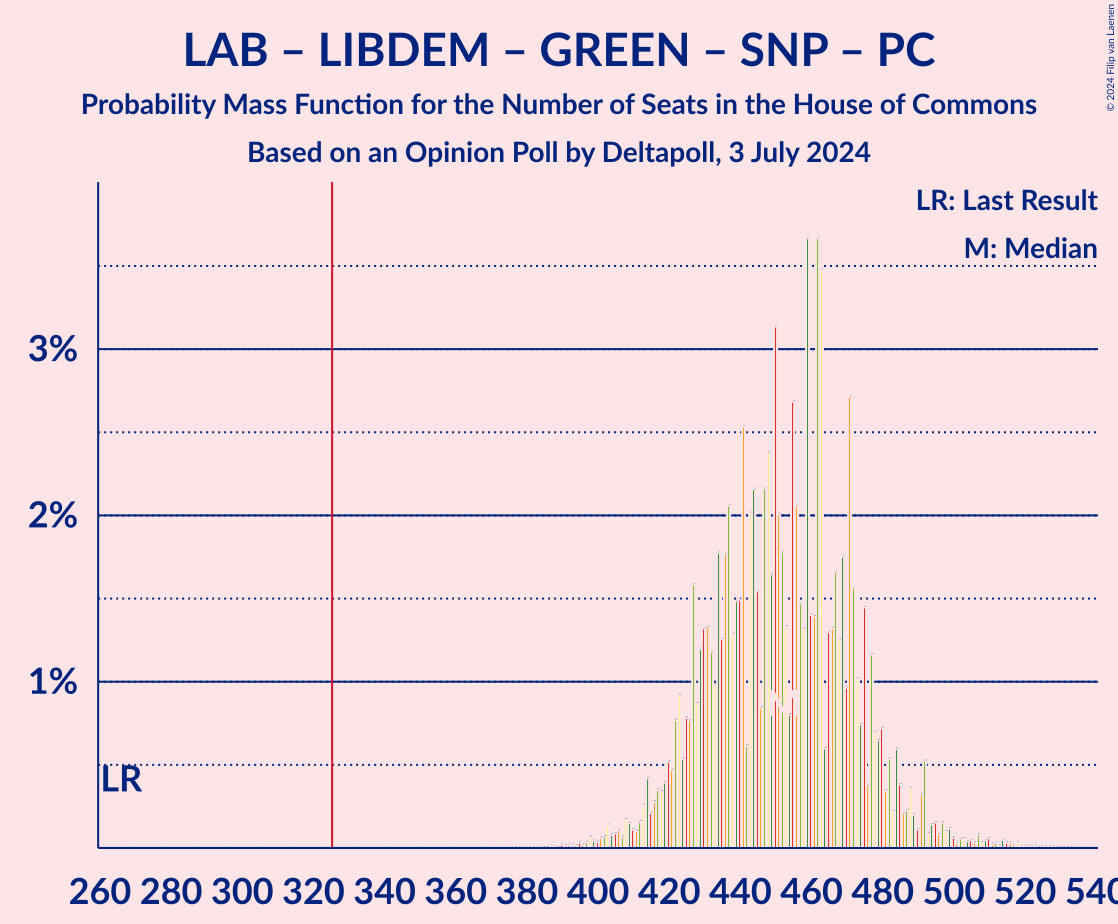 LAB – LIBDEM – GREEN – SNP – PC
Probability Mass Function for the Number of Seats in the House of Commons
Based on an Opinion Poll by Deltapoll, 3 July 2024
© 2024 Filip van Laenen
LR: Last Result
M: Median
3%
2%
1%
LR
M
260 280 300 320 340 360 380 400 420 440 460 480 500 520 540